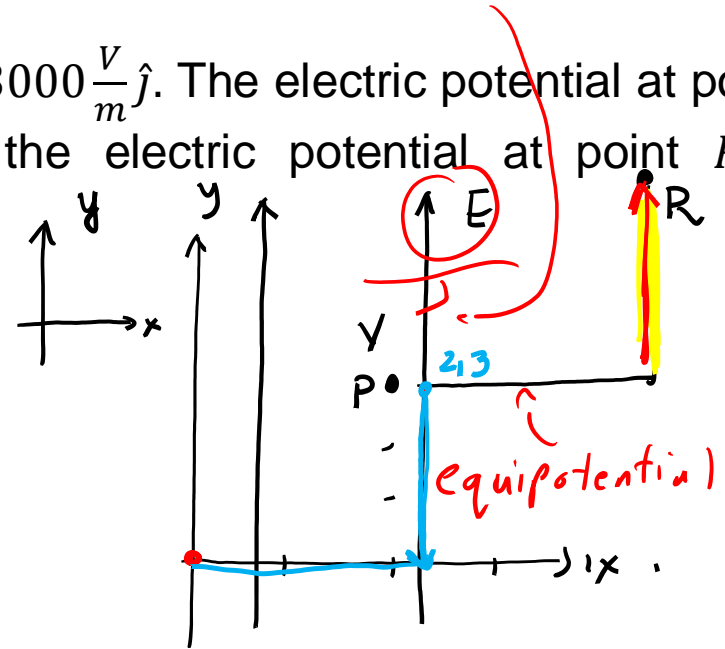 3000 V/m ĵ. The electric potential at po
the electric potential at point
y
y
E
R
x
V
2,3
P
equipotential
x